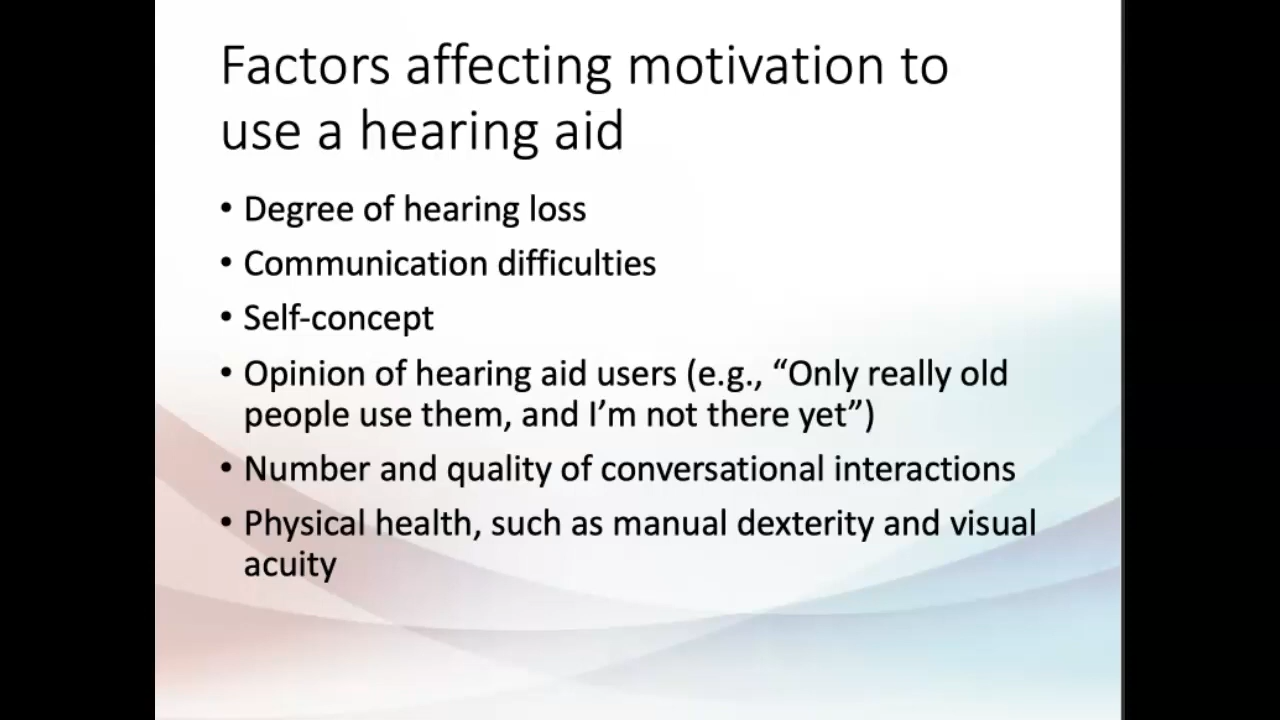 Factors affecting motivation to
use a hearing aid
• Degree of hearing loss
• Communication difficulties
• Self-concept
• Opinion of hearing aid users (e.g., “Only really old
people use them, and I’m not there yet”)
• Number and quality of conversational interactions
• Physical health, such as manual dexterity and visual
acuity